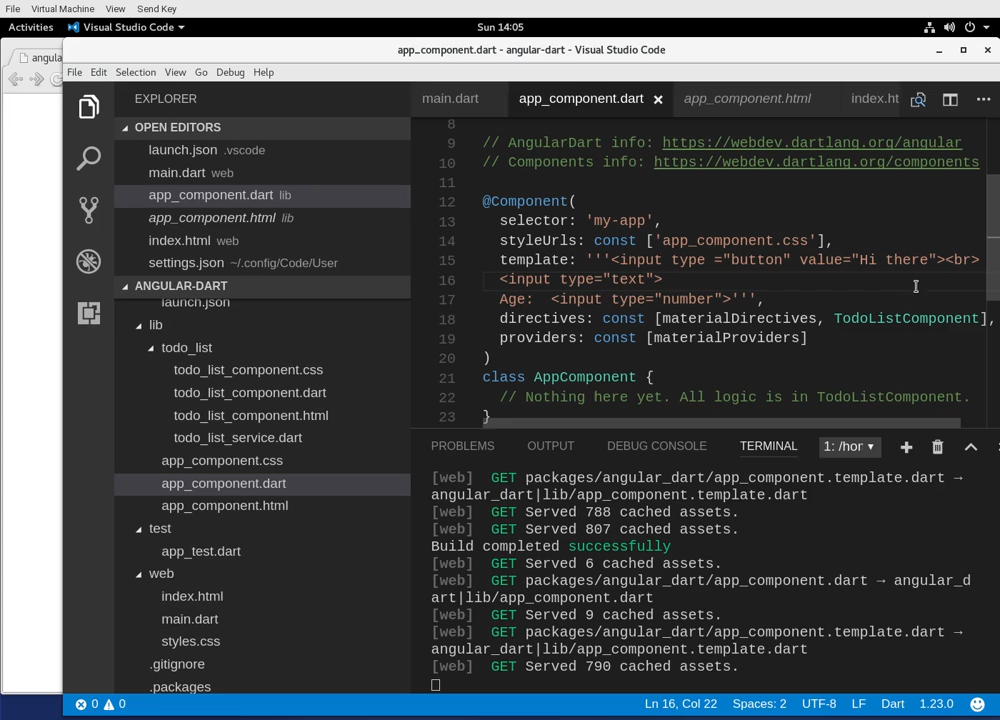 File Virtual Machine View Send Key
Activities Visual Studio Code Sun 14:05
angula
app_component.dart - angular-dart - Visual Studio Code
File Edit Selection View Go Debug Help
EXPLORER
OPEN EDITORS
launch.json .vscode
main.dart web
app_component.dart lib
app_component.html lib
index.html web
settings.json ~/.config/Code/User
ANGULAR-DART
launch.json
lib
todo_list
todo_list_component.css
todo_list_component.dart
todo_list_component.html
todo_list_service.dart
app_component.css
app_component.dart
app_component.html
test
app_test.dart
web
index.html
main.dart
styles.css
.gitignore
.packages
main.dart app_component.dart app_component.html index.ht
8
9 // AngularDart info: https://webdev.dartlang.org/angular
10 // Components info: https://webdev.dartlang.org/components
11
12 @Component(
13 selector: 'my-app',
14 styleUrls: const ['app_component.css'],
15 template: '''<input type ="button" value="Hi there"><br>
16 <input type="text">
17 Age:  <input type="number">''',
18 directives: const [materialDirectives, TodoListComponent],
19 providers: const [materialProviders]
20 )
21 class AppComponent {
22 // Nothing here yet. All logic is in TodoListComponent.
23 }
PROBLEMS OUTPUT DEBUG CONSOLE TERMINAL 1: /hor
[web] GET packages/angular_dart/app_component.template.dart →
angular_dart|lib/app_component.template.dart
[web] GET Served 788 cached assets.
[web] GET Served 807 cached assets.
Build completed successfully
[web] GET Served 6 cached assets.
[web] GET packages/angular_dart/app_component.dart → angular_d
art|lib/app_component.dart
[web] GET Served 9 cached assets.
[web] GET packages/angular_dart/app_component.template.dart →
angular_dart|lib/app_component.template.dart
[web] GET Served 790 cached assets.
0 0 Ln 16, Col 22 Spaces: 2 UTF-8 LF Dart 1.23.0